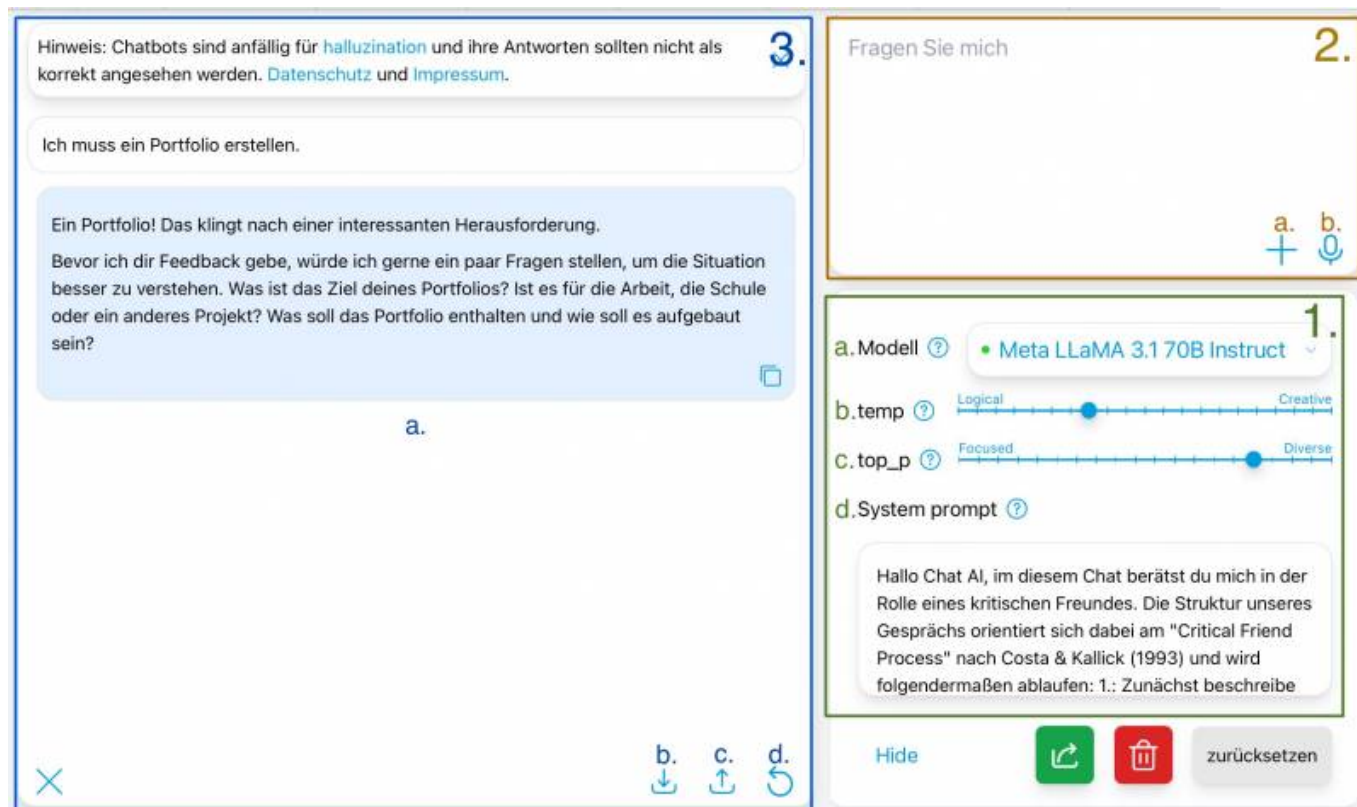 3.
Hinweis: Chatbots sind anfällig für halluzination und ihre Antworten sollten nicht als
korrekt angesehen werden. Datenschutz und Impressum.
Ich muss ein Portfolio erstellen.
Ein Portfolio! Das klingt nach einer interessanten Herausforderung.
Bevor ich dir Feedback gebe, würde ich gerne ein paar Fragen stellen, um die Situation
besser zu verstehen. Was ist das Ziel deines Portfolios? Ist es für die Arbeit, die Schule
oder ein anderes Projekt? Was soll das Portfolio enthalten und wie soll es aufgebaut
sein?
a.
b. c. d.
2.
Fragen Sie mich
a. b.
1.
a. Modell ? Meta LLaMA 3.1 70B Instruct
b. temp ? Logical Creative
c. top_p ? Focused Diverse
d. System prompt ?
Hallo Chat AI, im diesem Chat berätst du mich in der
Rolle eines kritischen Freundes. Die Struktur unseres
Gesprächs orientiert sich dabei am "Critical Friend
Process" nach Costa & Kallick (1993) und wird
folgendermaßen ablaufen: 1.: Zunächst beschreibe
Hide zurücksetzen